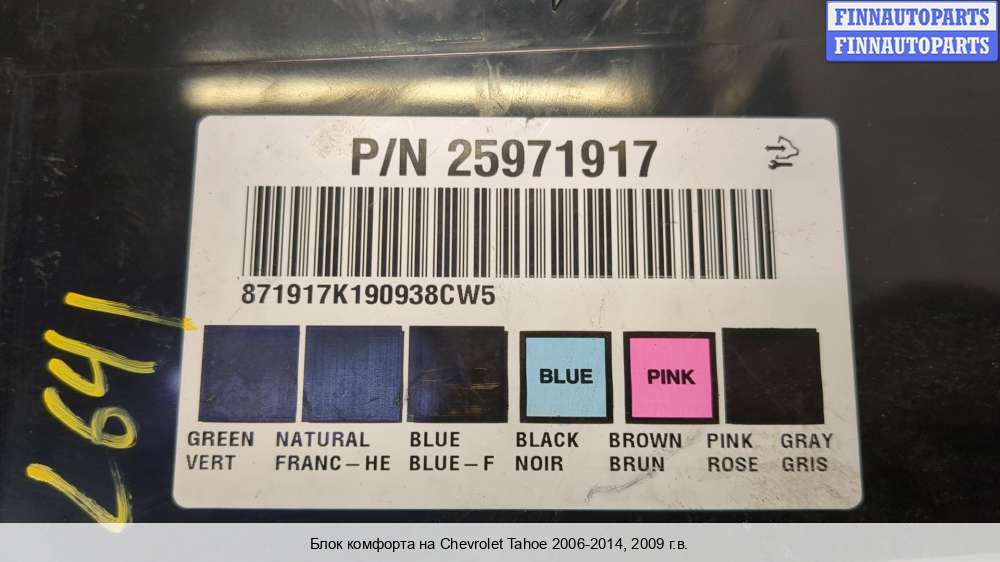 FINNAUTOPARTS
FINNAUTOPARTS
P/N 25971917
871917K190938CW5
BLUE PINK
GREEN NATURAL BLUE BLACK BROWN PINK GRAY
VERT FRANC-HE BLUE-F NOIR BRUN ROSE GRIS
L641
Блок комфорта на Chevrolet Tahoe 2006-2014, 2009 г.в.